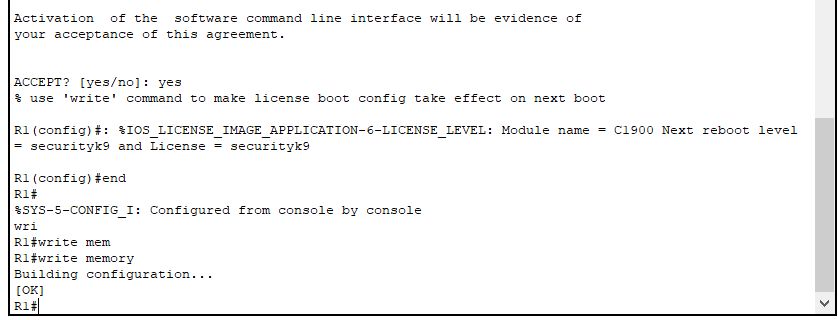 Activation  of the  software command line interface will be evidence of
your acceptance of this agreement.
ACCEPT? [yes/no]: yes
% use 'write' command to make license boot config take effect on next boot
R1(config)#: %IOS_LICENSE_IMAGE_APPLICATION-6-LICENSE_LEVEL: Module name = C1900 Next reboot level
= securityk9 and License = securityk9
R1(config)#end
R1#
%SYS-5-CONFIG_I: Configured from console by console
wri
R1#write mem
R1#write memory
Building configuration...
[OK]
R1#